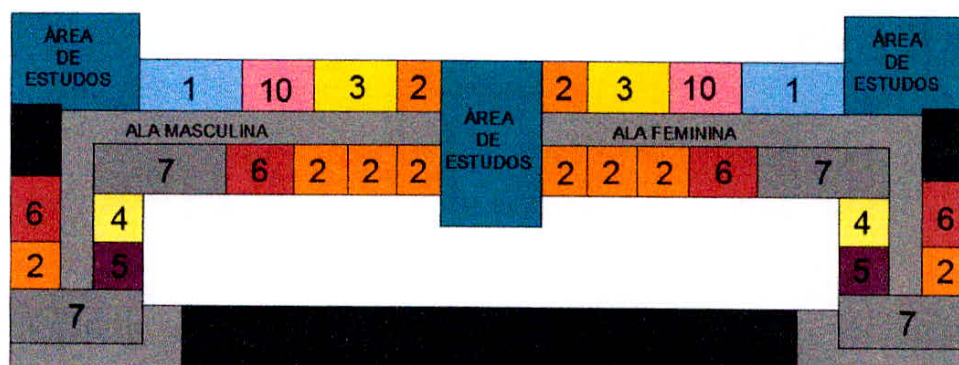 ÁREA
DE
ESTUDOS
ÁREA
DE
ESTUDOS
1 10 3 2
ÁREA
DE
ESTUDOS
2 3 10 1
ALA MASCULINA
ALA FEMININA
7 6 2 2 2
2 2 2 6 7
6 4
4 6
2 5
5 2
7
7